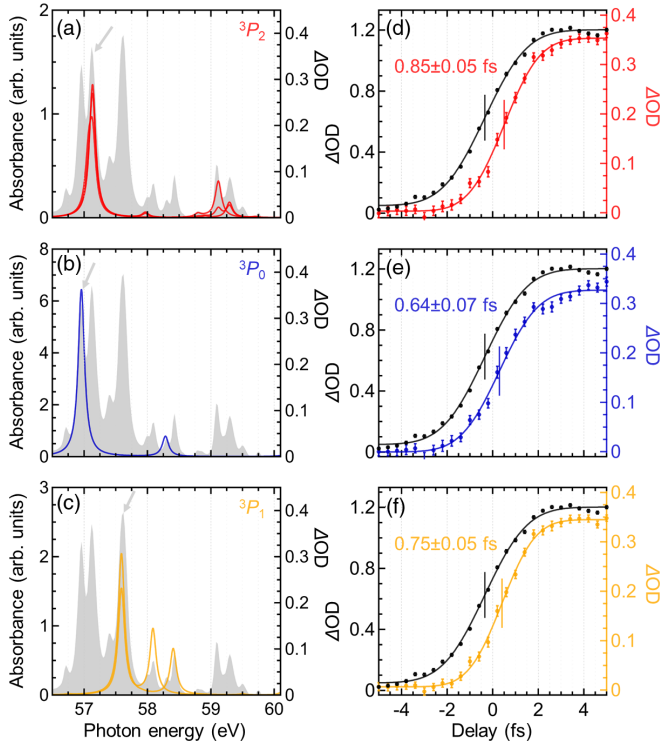 (a)
³P₂
Absorbance (arb. units)
2
1
0
ΔOD
0.4
0.3
0.2
0.1
0
(d)
0.85±0.05 fs
ΔOD
1.2
0.8
0.4
0
ΔOD
0.4
0.3
0.2
0.1
0
(b)
³P₀
Absorbance (arb. units)
8
6
4
2
0
ΔOD
0.4
0.3
0.2
0.1
0
(e)
0.64±0.07 fs
ΔOD
1.2
0.8
0.4
0
ΔOD
0.4
0.3
0.2
0.1
0
(c)
³P₁
Absorbance (arb. units)
3
2
1
0
ΔOD
0.4
0.3
0.2
0.1
0
57 58 59 60
Photon energy (eV)
(f)
0.75±0.05 fs
ΔOD
1.2
0.8
0.4
0
ΔOD
0.4
0.3
0.2
0.1
0
-4 -2 0 2 4
Delay (fs)